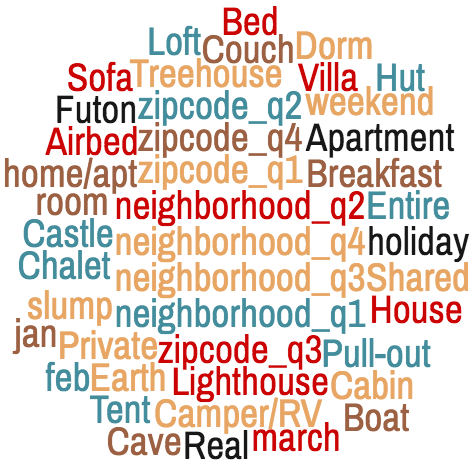 Bed
Loft Couch Dorm
Sofa Treehouse Villa Hut
Futon zipcode_q2 weekend
Airbed zipcode_q4 Apartment
home/apt zipcode_q1 Breakfast
room neighborhood_q2 Entire
Castle neighborhood_q4 holiday
Chalet neighborhood_q3 Shared
slump neighborhood_q1 House
jan Private zipcode_q3 Pull-out
feb Earth Lighthouse Cabin
Tent Camper/RV Boat
Cave Real march